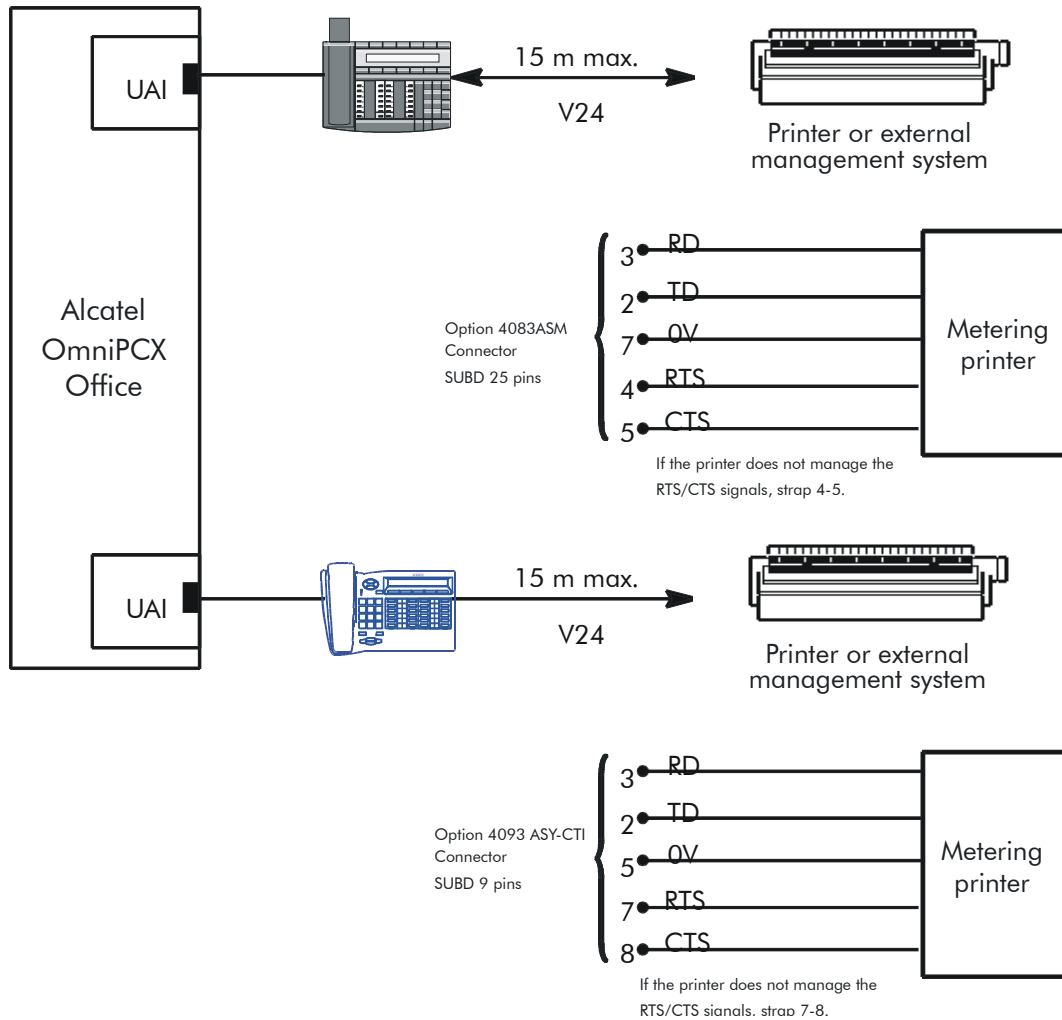 UAI
15 m max.
V24
Printer or external
management system
Alcatel
OmniPCX
Office
Option 4083ASM
Connector
SUBD 25 pins
3 RD
2 TD
7 0V
4 RTS
5 CTS
Metering
printer
If the printer does not manage the
RTS/CTS signals, strap 4-5.
UAI
15 m max.
V24
Printer or external
management system
Option 4093 ASY-CTI
Connector
SUBD 9 pins
3 RD
2 TD
5 0V
7 RTS
8 CTS
Metering
printer
If the printer does not manage the
RTS/CTS signals, strap 7-8.